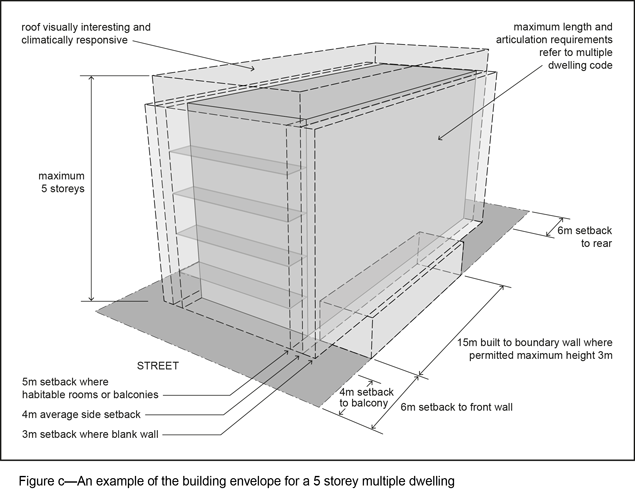 roof visually interesting and
climatically responsive
maximum length and
articulation requirements
refer to multiple
dwelling code
maximum
5 storeys
6m setback
to rear
15m built to boundary wall where
permitted maximum height 3m
STREET
5m setback where
habitable rooms or balconies
4m average side setback
3m setback where blank wall
4m setback
to balcony
6m setback to front wall
Figure c—An example of the building envelope for a 5 storey multiple dwelling